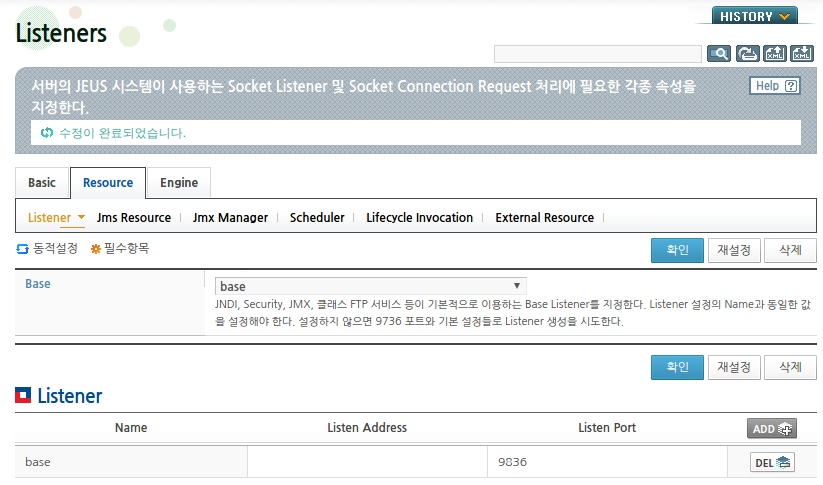 HISTORY
Listeners
XML XML
서버의 JEUS 시스템이 사용하는 Socket Listener 및 Socket Connection Request 처리에 필요한 각종 속성을
지정한다.
Help ?
수정이 완료되었습니다.
Basic Resource Engine
Listener Jms Resource Jmx Manager Scheduler Lifecycle Invocation External Resource
동적설정 필수항목 확인 재설정 삭제
Base base
JNDI, Security, JMX, 클래스 FTP 서비스 등이 기본적으로 이용하는 Base Listener를 지정한다. Listener 설정의 Name과 동일한 값
을 설정해야 한다. 설정하지 않으면 9736 포트와 기본 설정들로 Listener 생성을 시도한다.
확인 재설정 삭제
Listener
Name Listen Address Listen Port ADD
base 9836 DEL